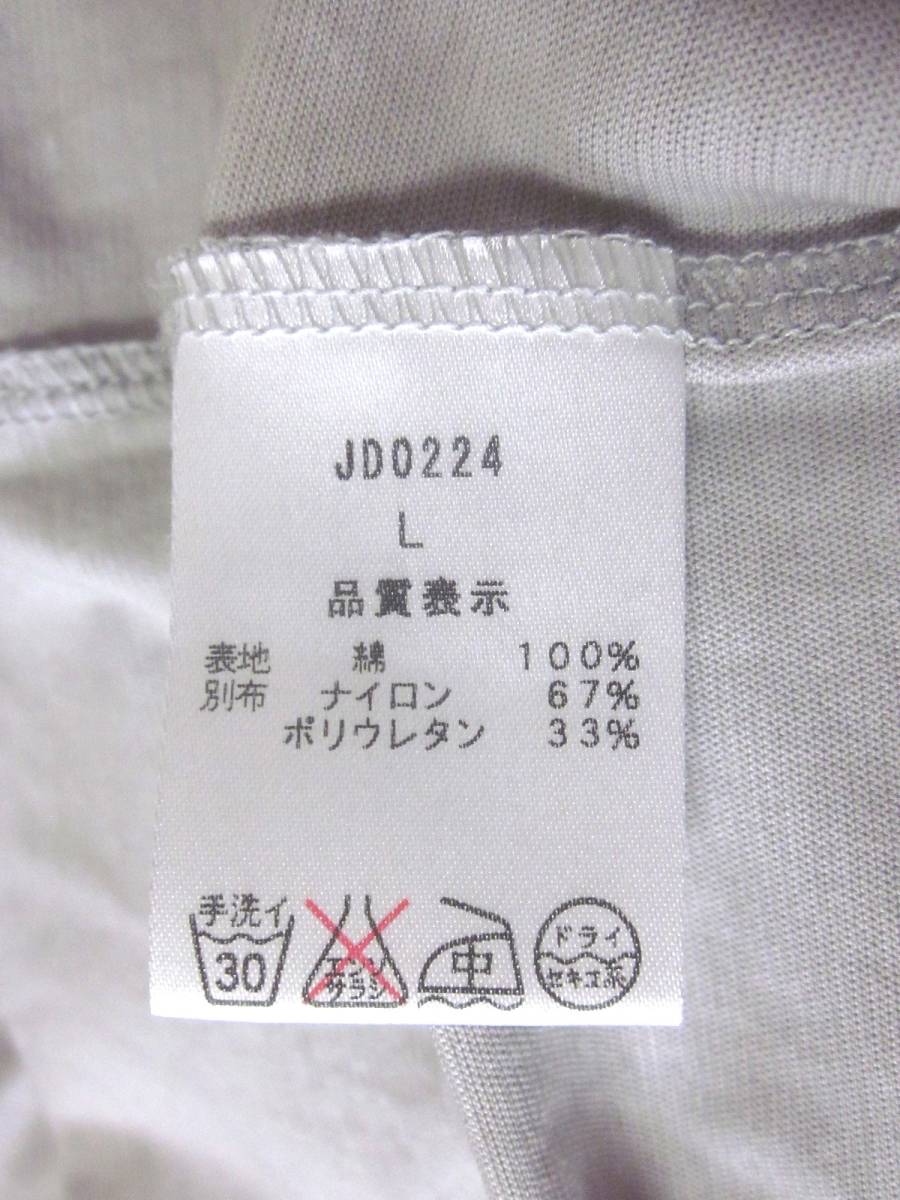 JD0224
L
品質表示
表地 綿 100%
別布 ナイロン 67%
ポリウレタン 33%
手洗イ
30
エンソ
サラシ
中
ドライ
セキユ系